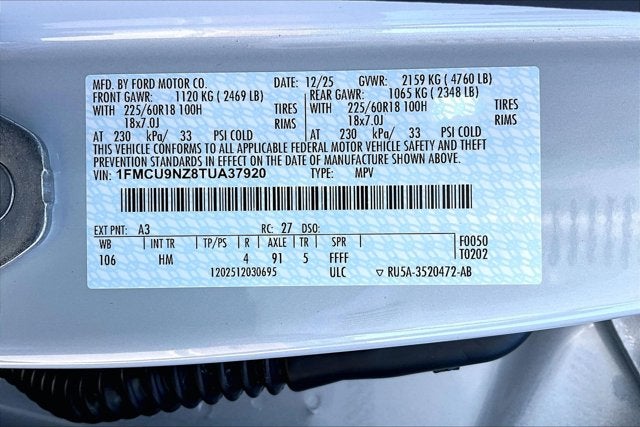 MFD. BY FORD MOTOR CO. DATE: 12/25 GVWR: 2159 KG (4760 LB)
FRONT GAWR: 1120 KG (2469 LB) REAR GAWR: 1065 KG (2348 LB)
WITH 225/60R18 100H TIRES WITH 225/60R18 100H TIRES
18x7.0J RIMS 18x7.0J RIMS
AT 230 kPa/ 33 PSI COLD AT 230 kPa/ 33 PSI COLD
THIS VEHICLE CONFORMS TO ALL APPLICABLE FEDERAL MOTOR VEHICLE SAFETY AND THEFT
PREVENTION STANDARDS IN EFFECT ON THE DATE OF MANUFACTURE SHOWN ABOVE.
VIN: 1FMCU9NZ8TUA37920 TYPE: MPV
EXT PNT: A3 RC: 27 DSO: F0050
WB INT TR TP/PS R AXLE TR SPR T0202
106 HM 4 91 5 FFFF
1202512030695 ULC ▽ RU5A-3520472-AB